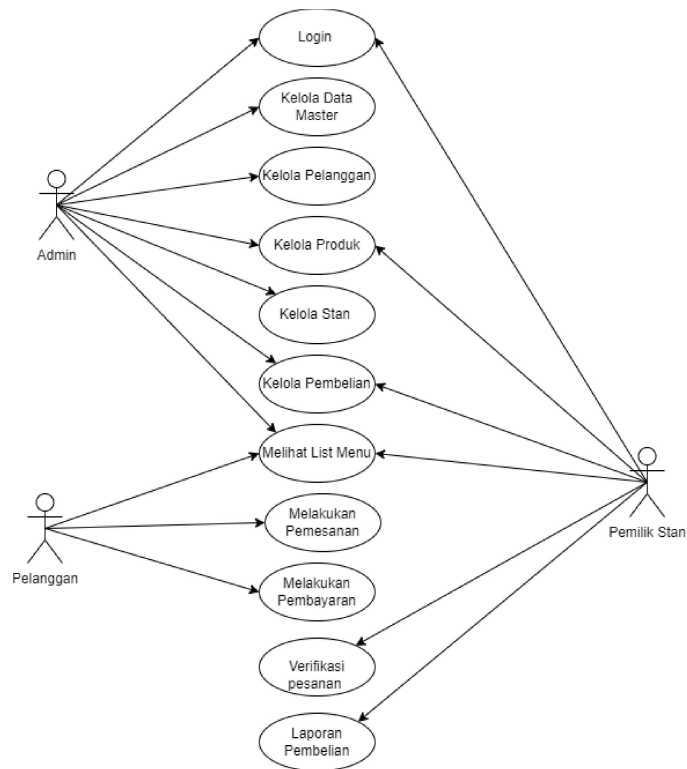 Login
Kelola Data
Master
Kelola Pelanggan
Admin
Kelola Produk
Kelola Stan
Kelola Pembelian
Melihat List Menu
Pelanggan
Melakukan
Pemesanan
Pemilik Stan
Melakukan
Pembayaran
Verifikasi
pesanan
Laporan
Pembelian